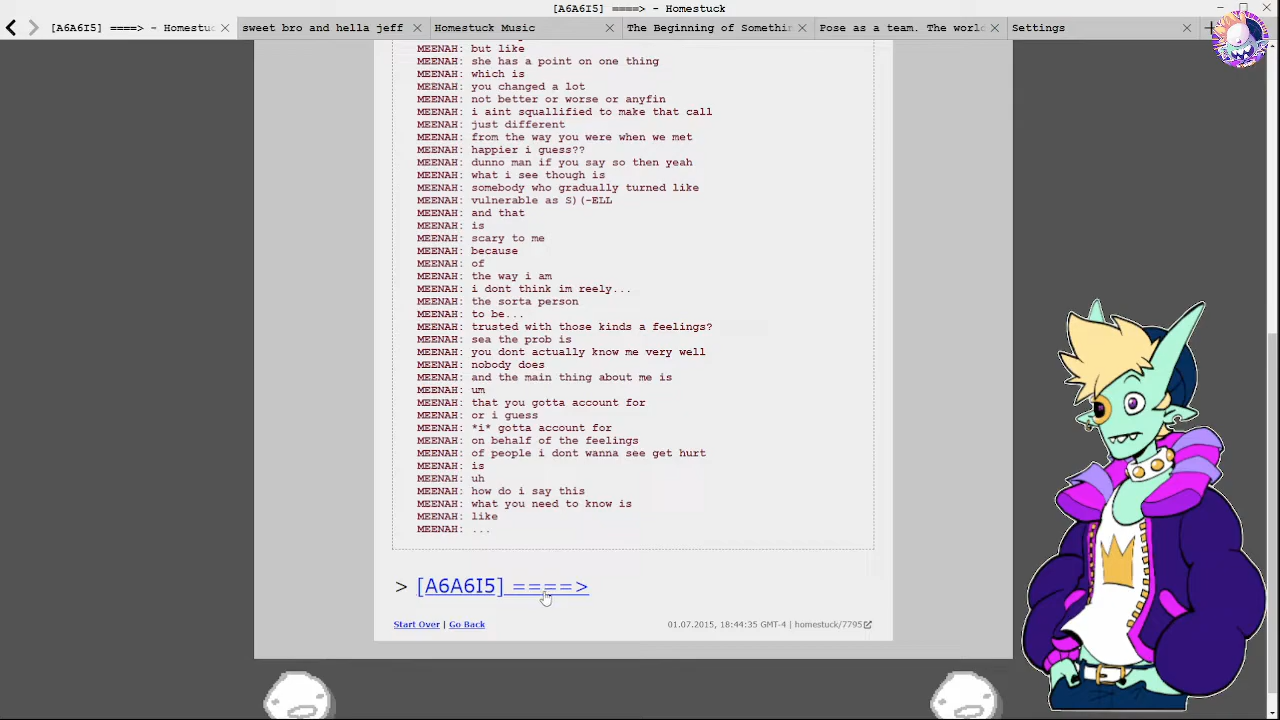 [A6A6I5] ====> - Homestuck
[A6A6I5] ====> - Homestuc
sweet bro and hella jeff
Homestuck Music
The Beginning of Somethin
Pose as a team. The worl
Settings
MEENAH: but like
MEENAH: she has a point on one thing
MEENAH: which is
MEENAH: you changed a lot
MEENAH: not better or worse or anyfin
MEENAH: i aint squallified to make that call
MEENAH: just different
MEENAH: from the way you were when we met
MEENAH: happier i guess??
MEENAH: dunno man if you say so then yeah
MEENAH: what i see though is
MEENAH: somebody who gradually turned like
MEENAH: vulnerable as S)(-ELL
MEENAH: and that
MEENAH: is
MEENAH: scary to me
MEENAH: because
MEENAH: of
MEENAH: the way i am
MEENAH: i dont think im reely...
MEENAH: the sorta person
MEENAH: to be...
MEENAH: trusted with those kinds a feelings?
MEENAH: sea the prob is
MEENAH: you dont actually know me very well
MEENAH: nobody does
MEENAH: and the main thing about me is
MEENAH: um
MEENAH: that you gotta account for
MEENAH: or i guess
MEENAH: *i* gotta account for
MEENAH: on behalf of the feelings
MEENAH: of people i dont wanna see get hurt
MEENAH: is
MEENAH: uh
MEENAH: how do i say this
MEENAH: what you need to know is
MEENAH: like
MEENAH: ...
> [A6A6I5] ====>
Start Over | Go Back
01.07.2015, 18:44:35 GMT-4 | homestuck/7795